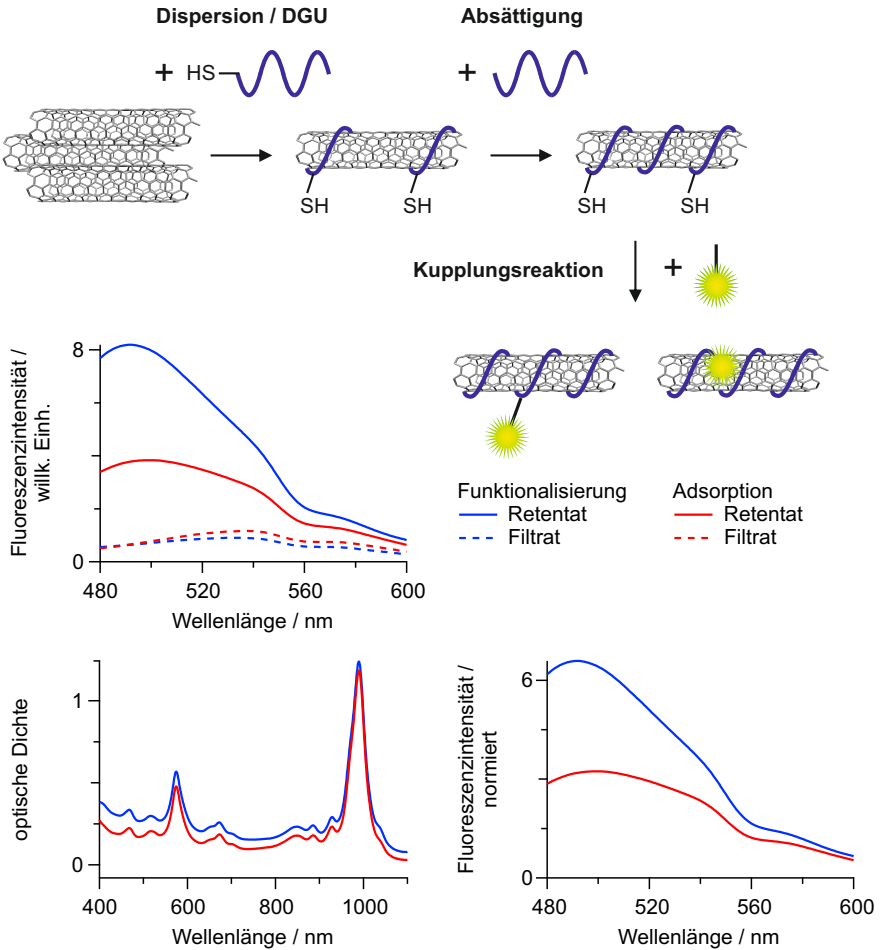 Dispersion / DGU
Absättigung
+ HS
+
SH
SH
SH
SH
Kupplungsreaktion
+
Fluoreszenzintensität /
willk. Einh.
8
0
480
520
560
600
Wellenlänge / nm
Funktionalisierung
Retentat
Filtrat
Adsorption
Retentat
Filtrat
optische Dichte
1
0
400
600
800
1000
Wellenlänge / nm
Fluoreszenzintensität /
normiert
6
0
480
520
560
600
Wellenlänge / nm